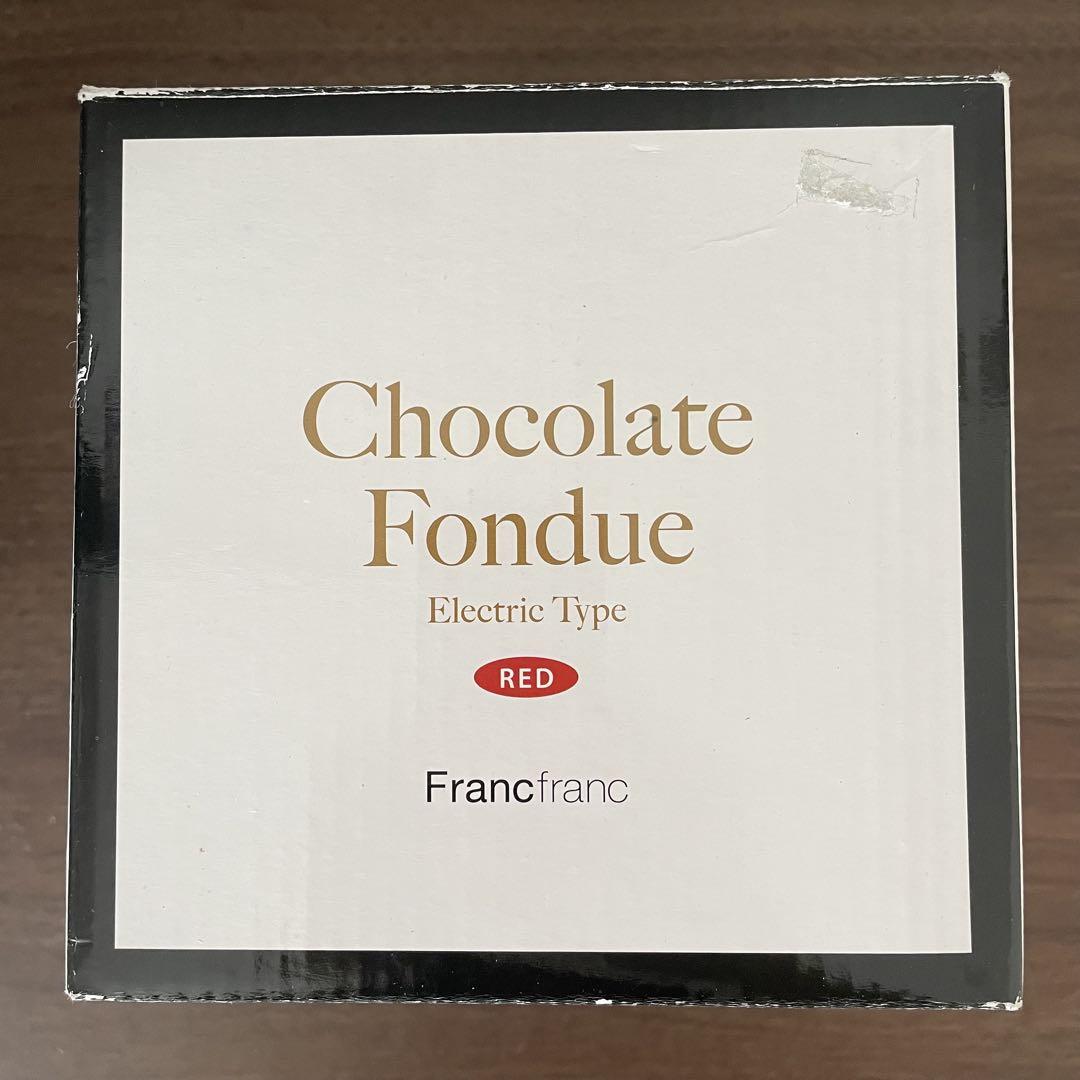 Chocolate
Fondue
Electric Type
RED
Francfranc